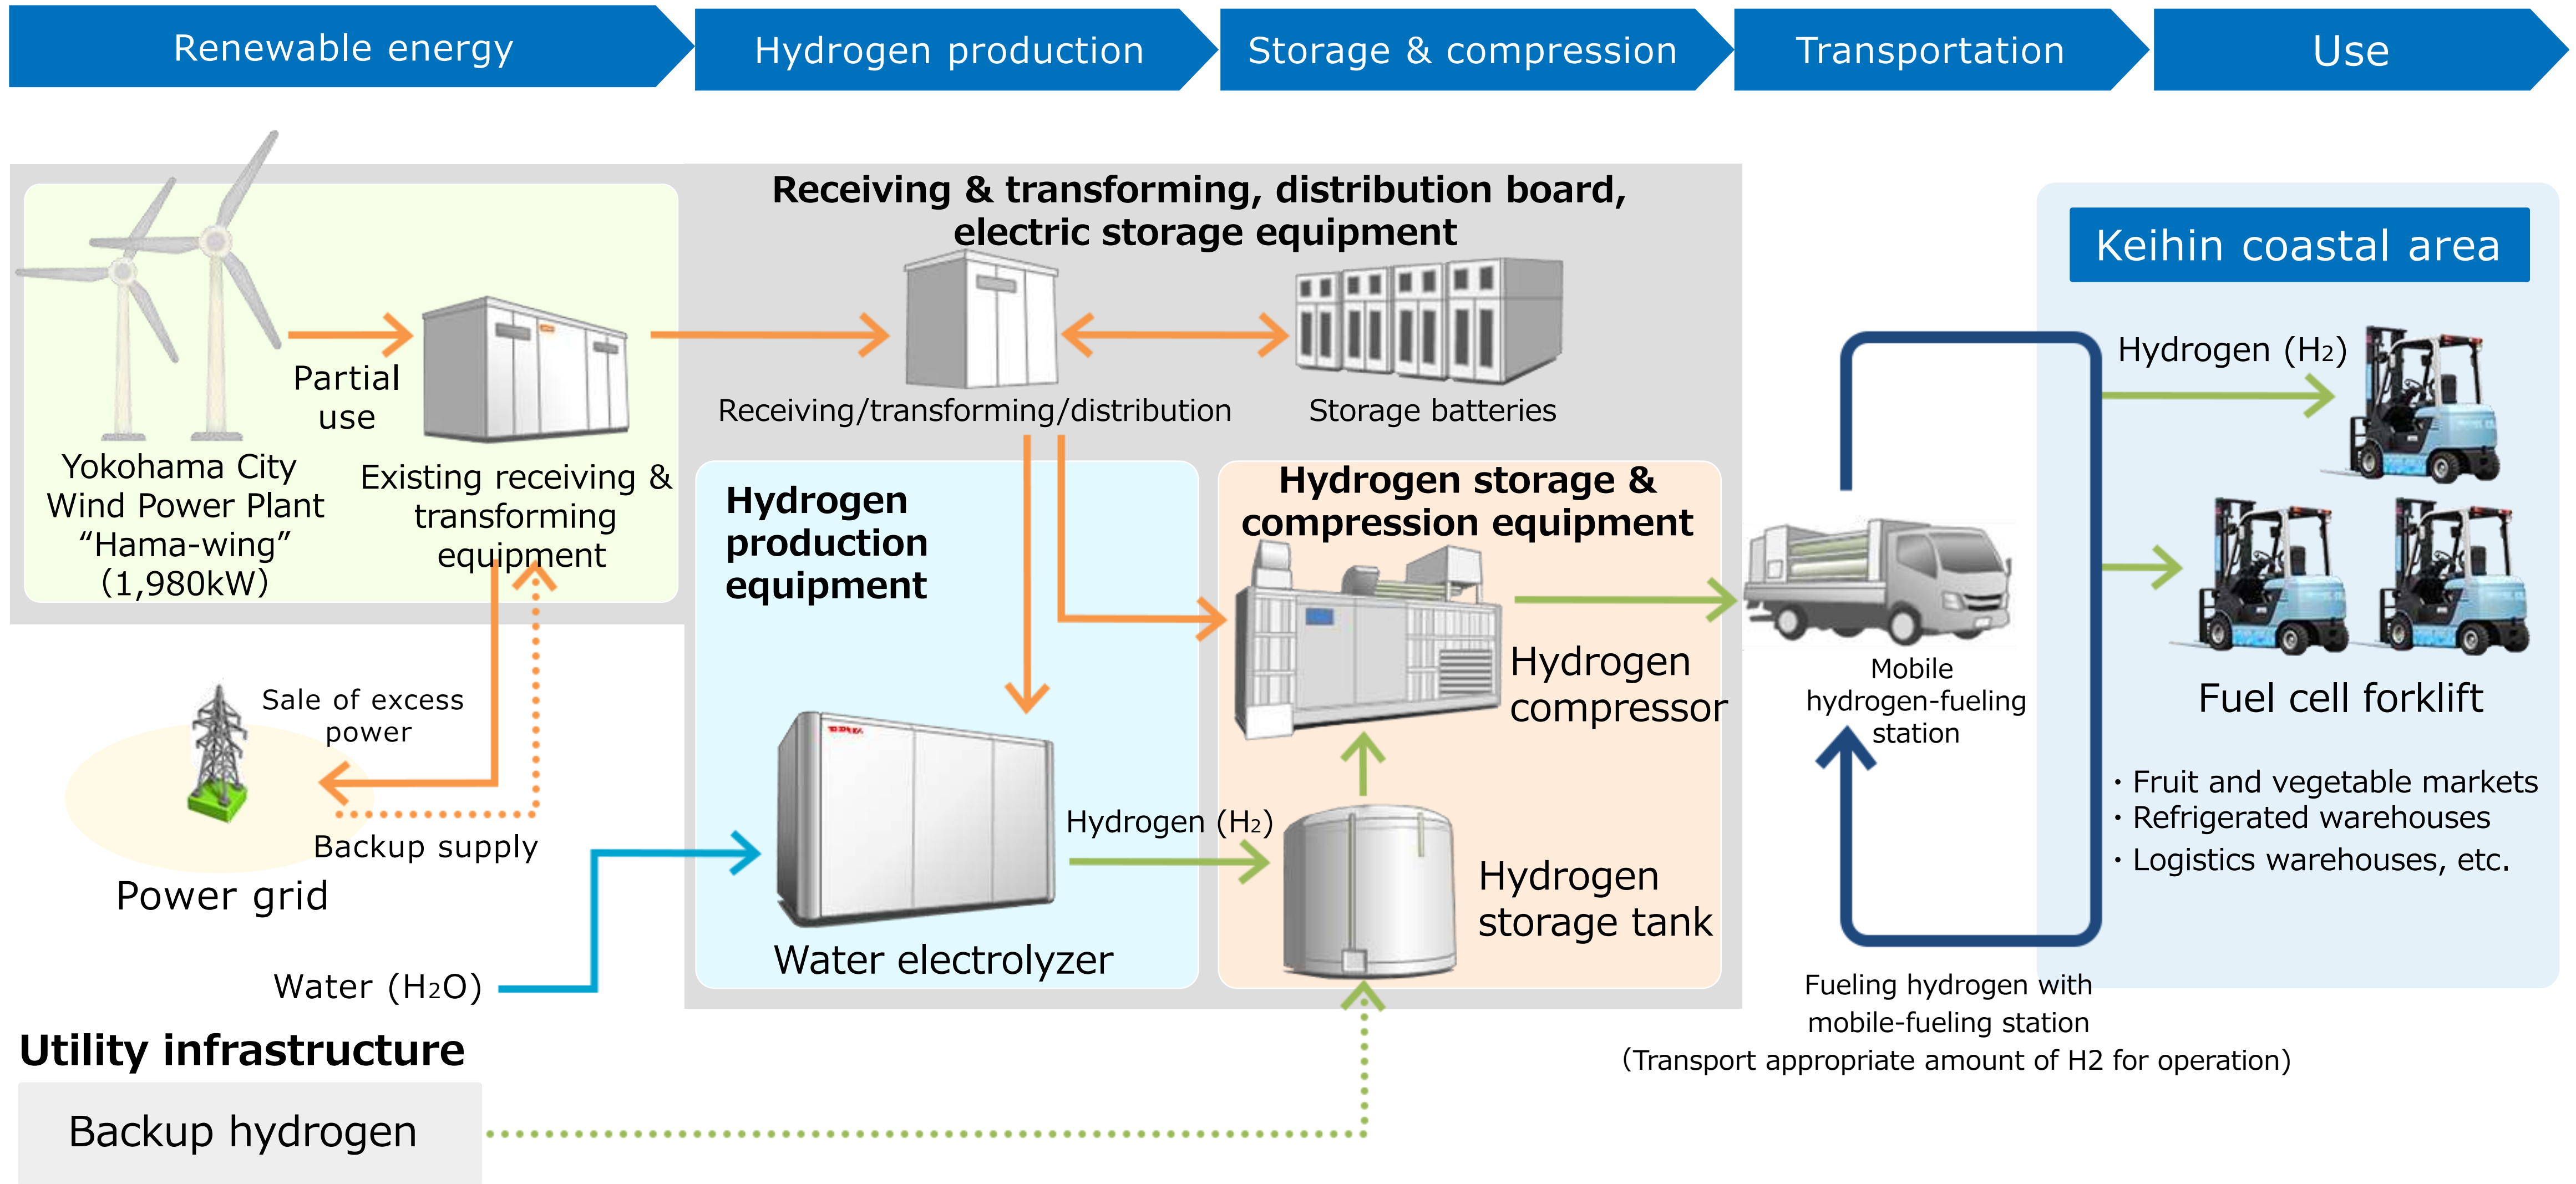 Renewable energy
Hydrogen production
Storage & compression
Transportation
Use
Receiving & transforming, distribution board,
electric storage equipment
Keihin coastal area
Partial
use
Yokohama City
Wind Power Plant
“Hama-wing”
(1,980kW)
Existing receiving &
transforming
equipment
Receiving/transforming/distribution
Storage batteries
Hydrogen (H2)
Hydrogen
production
equipment
Hydrogen storage &
compression equipment
Hydrogen
compressor
Mobile
hydrogen-fueling
station
Fuel cell forklift
Sale of excess
power
Backup supply
Power grid
Hydrogen (H2)
Hydrogen
storage tank
・Fruit and vegetable markets
・Refrigerated warehouses
・Logistics warehouses, etc.
Water electrolyzer
Water (H2O)
Fueling hydrogen with
mobile-fueling station
(Transport appropriate amount of H2 for operation)
Utility infrastructure
Backup hydrogen